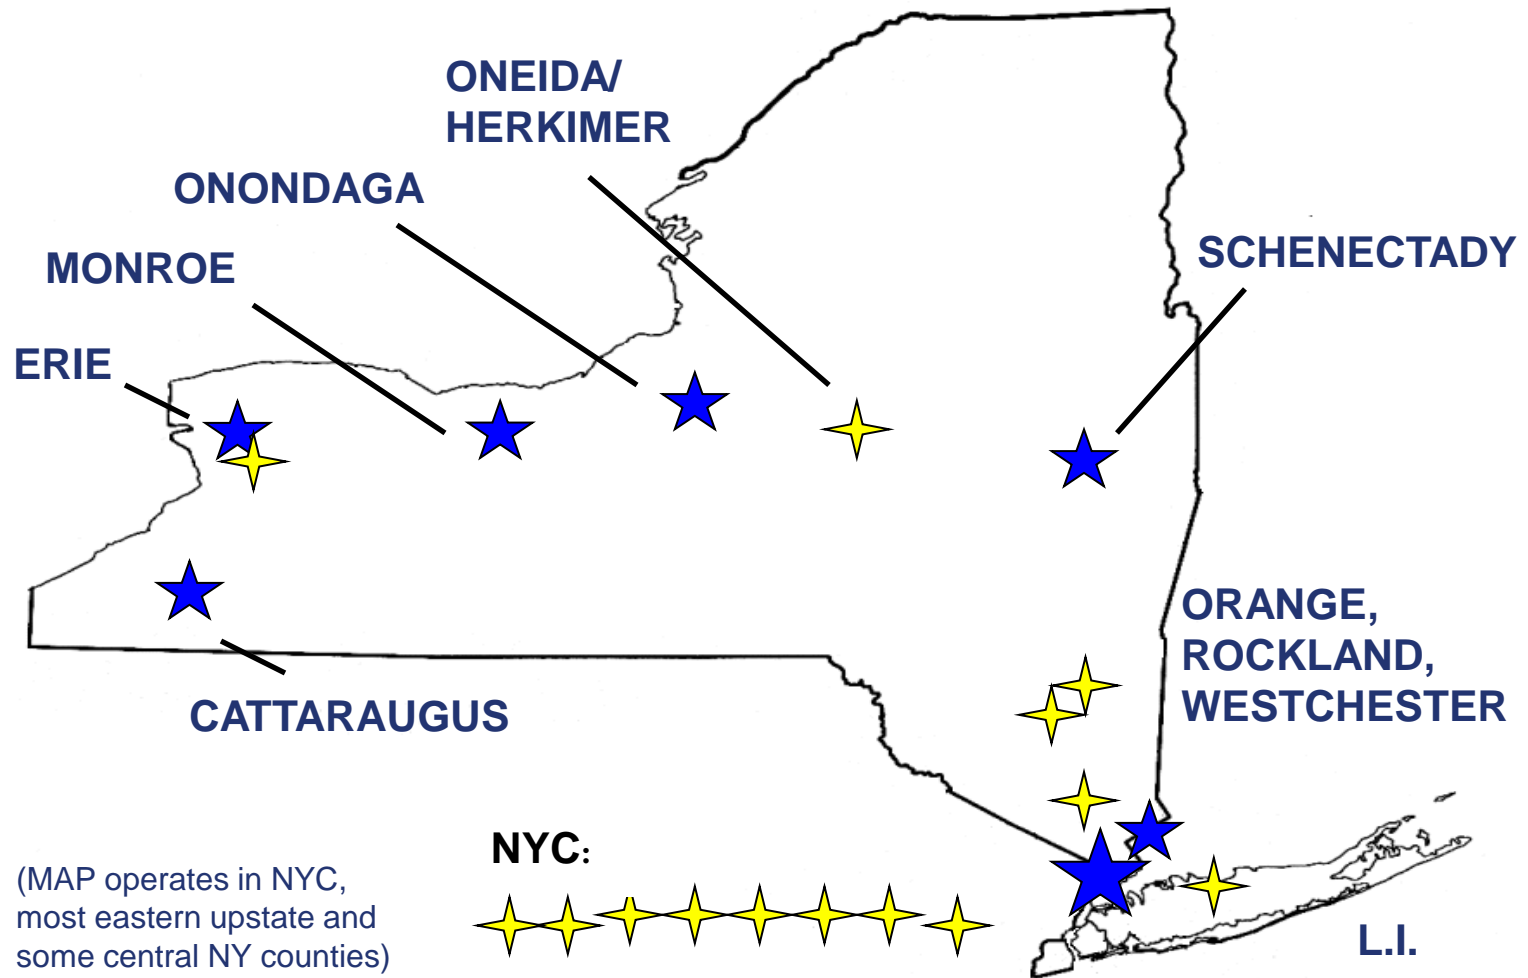 ONEIDA/
HERKIMER
ONONDAGA
MONROE
SCHENECTADY
ERIE
ORANGE,
ROCKLAND,
WESTCHESTER
CATTARAUGUS
NYC:
(MAP operates in NYC,
most eastern upstate and
some central NY counties)
L.I.